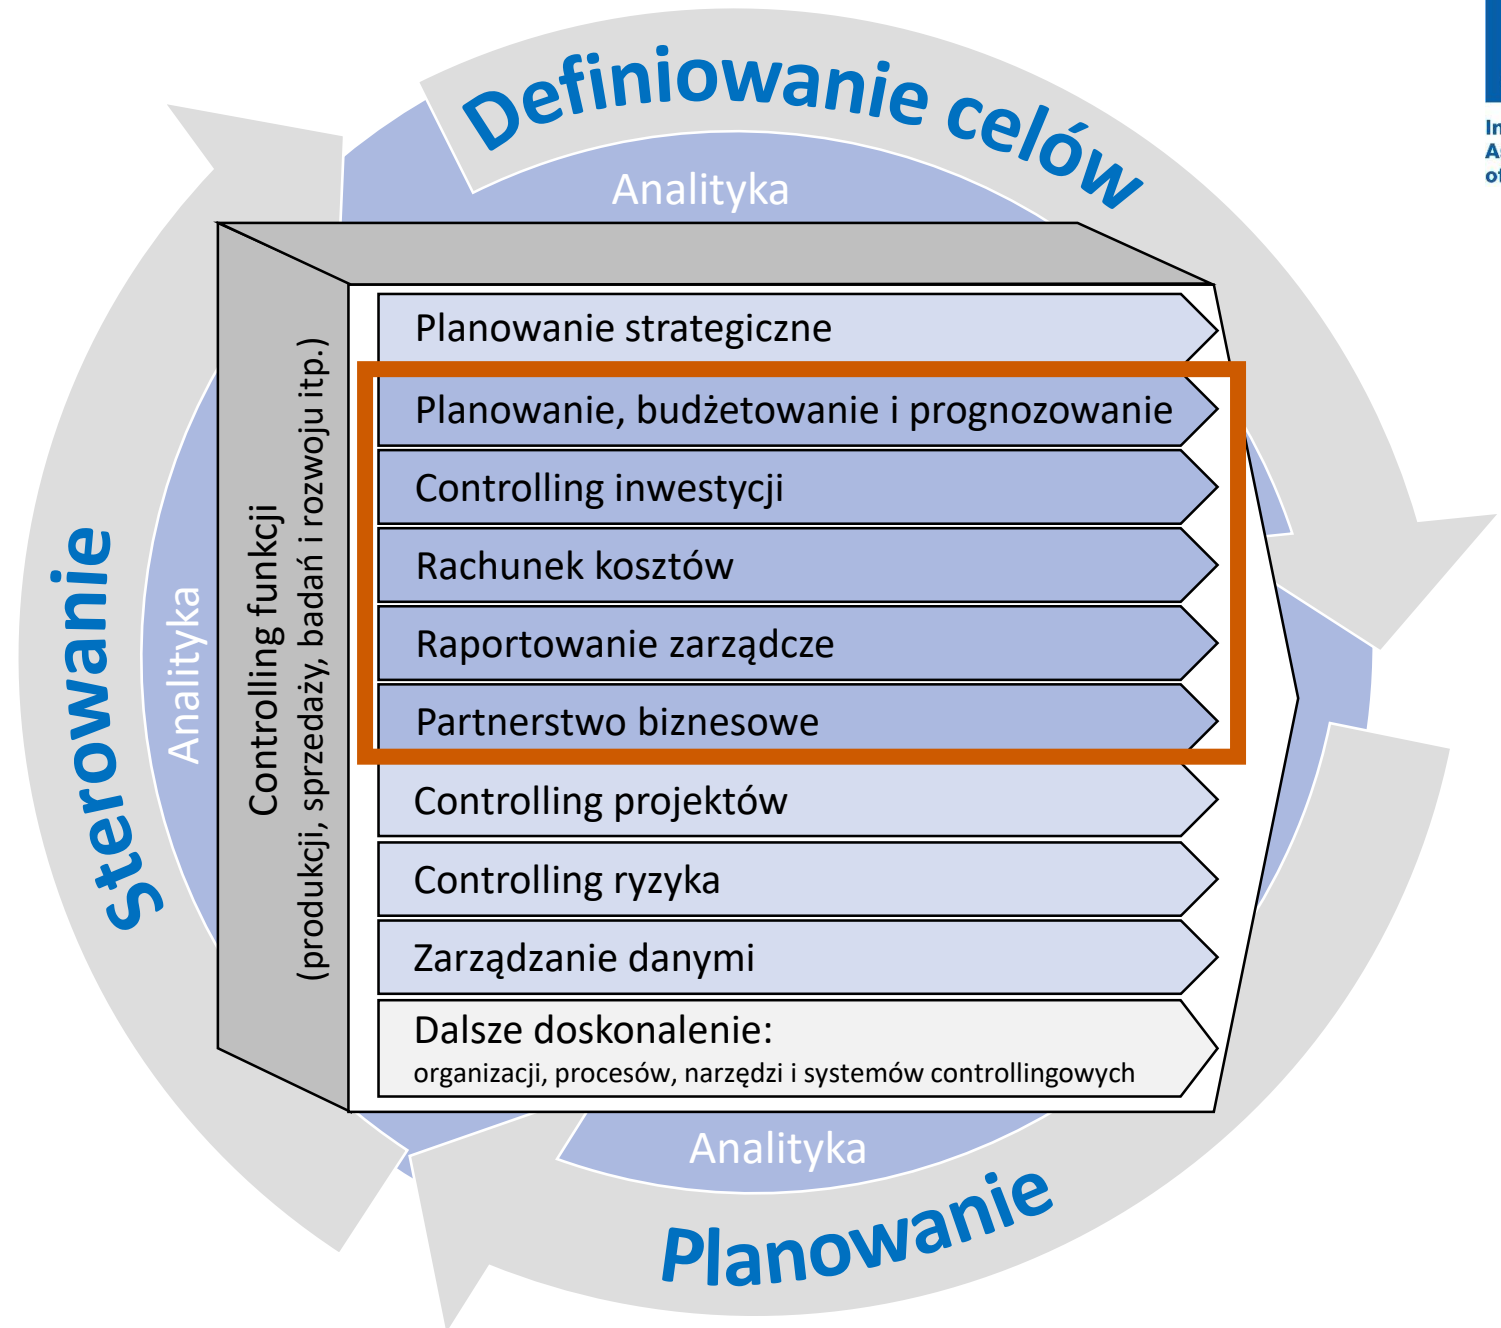 Definiowanie celów
Analityka
Planowanie strategiczne
Planowanie, budżetowanie i prognozowanie
Controlling inwestycji
Rachunek kosztów
Raportowanie zarządcze
Partnerstwo biznesowe
Controlling projektów
Controlling ryzyka
Zarządzanie danymi
Dalsze doskonalenie:
organizacji, procesów, narzędzi i systemów controllingowych
Controlling funkcji
(produkcji, sprzedaży, badań i rozwoju itp.)
Analityka
Sterowanie
Analityka
Planowanie